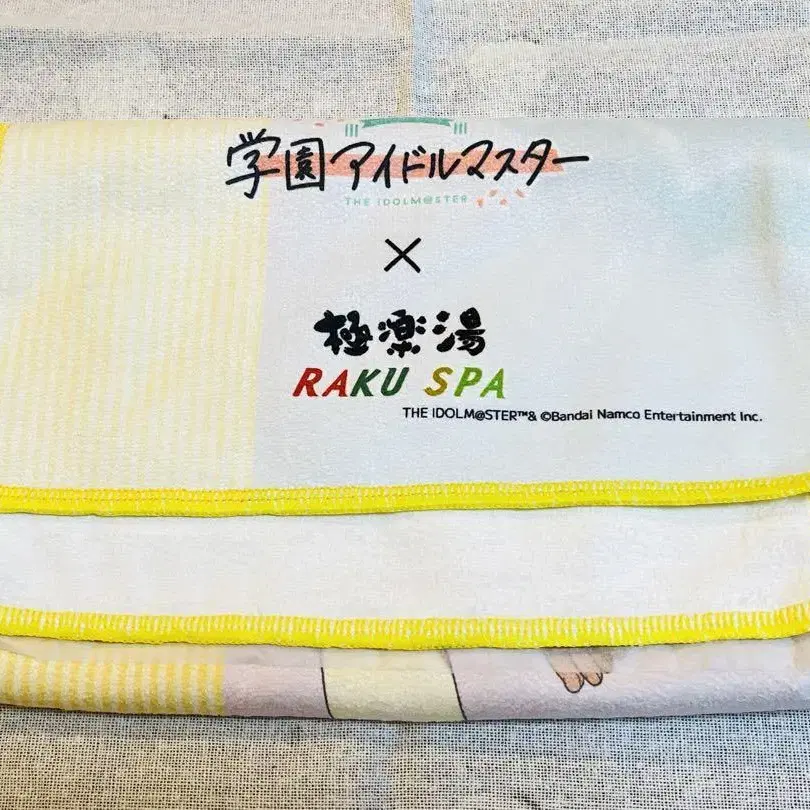 学園アイドルマスター
THE IDOLM@STER
×
極楽湯
RAKU SPA
THE IDOLM@STER™& ©Bandai Namco Entertainment Inc.